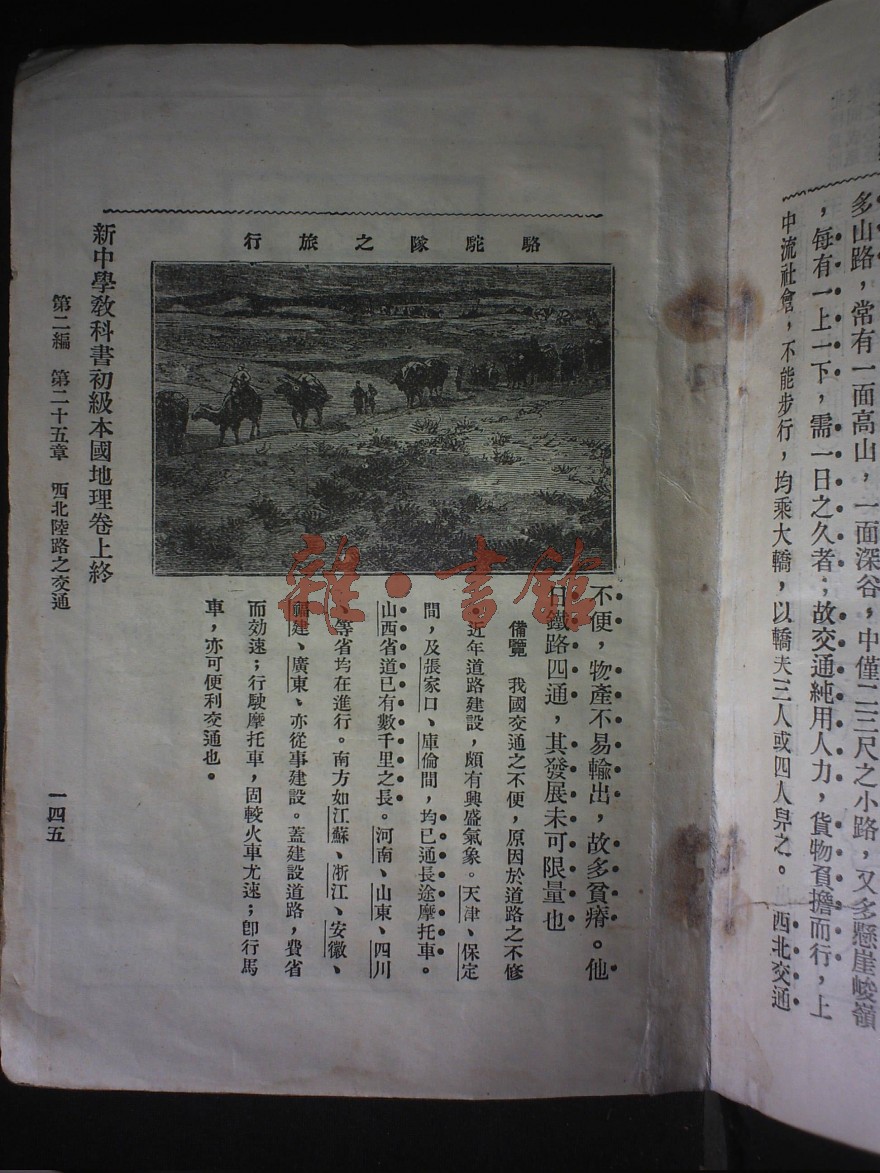 多山路，常有一面高山，一面深谷，中僅二三尺之小路，又多懸崖峻嶺
，每有一上一下，需一日之久者；故交通純用人力，貨物負擔而行，上
中流社會，不能步行，均乘大轎，以轎夫三人或四人舁之。西北交通
駱駝隊之旅行
不便，物產不易輸出，故多貧瘠。他
日鐵路四通，其發展未可限量也
備覽　我國交通之不便，原因於道路之不修
近年道路建設，頗有興盛氣象。天津、保定
間，及張家口、庫倫間，均已通長途摩托車。
山西省道已有數千里之長。河南、山東、四川
、等省均在進行。南方如江蘇、浙江、安徽、
福建、廣東、亦從事建設。蓋建設道路，費省
而効速；行駛摩托車，固較火車尤速；卽行馬
車，亦可便利交通也。
新中學敎科書初級本國地理卷上終
第二編　第二十五章　西北陸路之交通
一四五
雜·書館